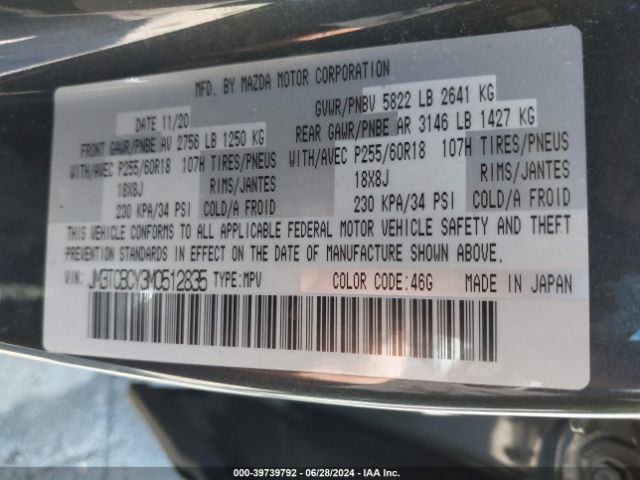 MFD. BY MAZDA MOTOR CORPORATION
DATE 11/20 GVWR/PNBV 5822 LB 2641 KG
FRONT GAWR/PNBE AV 2756 LB 1250 KG REAR GAWR/PNBE AR 3146 LB 1427 KG
WITH/AVEC P255/60R18 107H TIRES/PNEUS WITH/AVEC P255/60R18 107H TIRES/PNEUS
18X8J RIMS/JANTES 18X8J RIMS/JANTES
230 KPA/34 PSI COLD/A FROID 230 KPA/34 PSI COLD/A FROID
THIS VEHICLE CONFORMS TO ALL APPLICABLE FEDERAL MOTOR VEHICLE SAFETY AND THEFT
PREVENTION STANDARDS IN EFFECT ON THE DATE OF MANUFACTURE SHOWN ABOVE.
VIN: JM3TCBCY3M0512835 TYPE:MPV COLOR CODE:46G MADE IN JAPAN
000-39739792 - 06/28/2024 - IAA Inc.